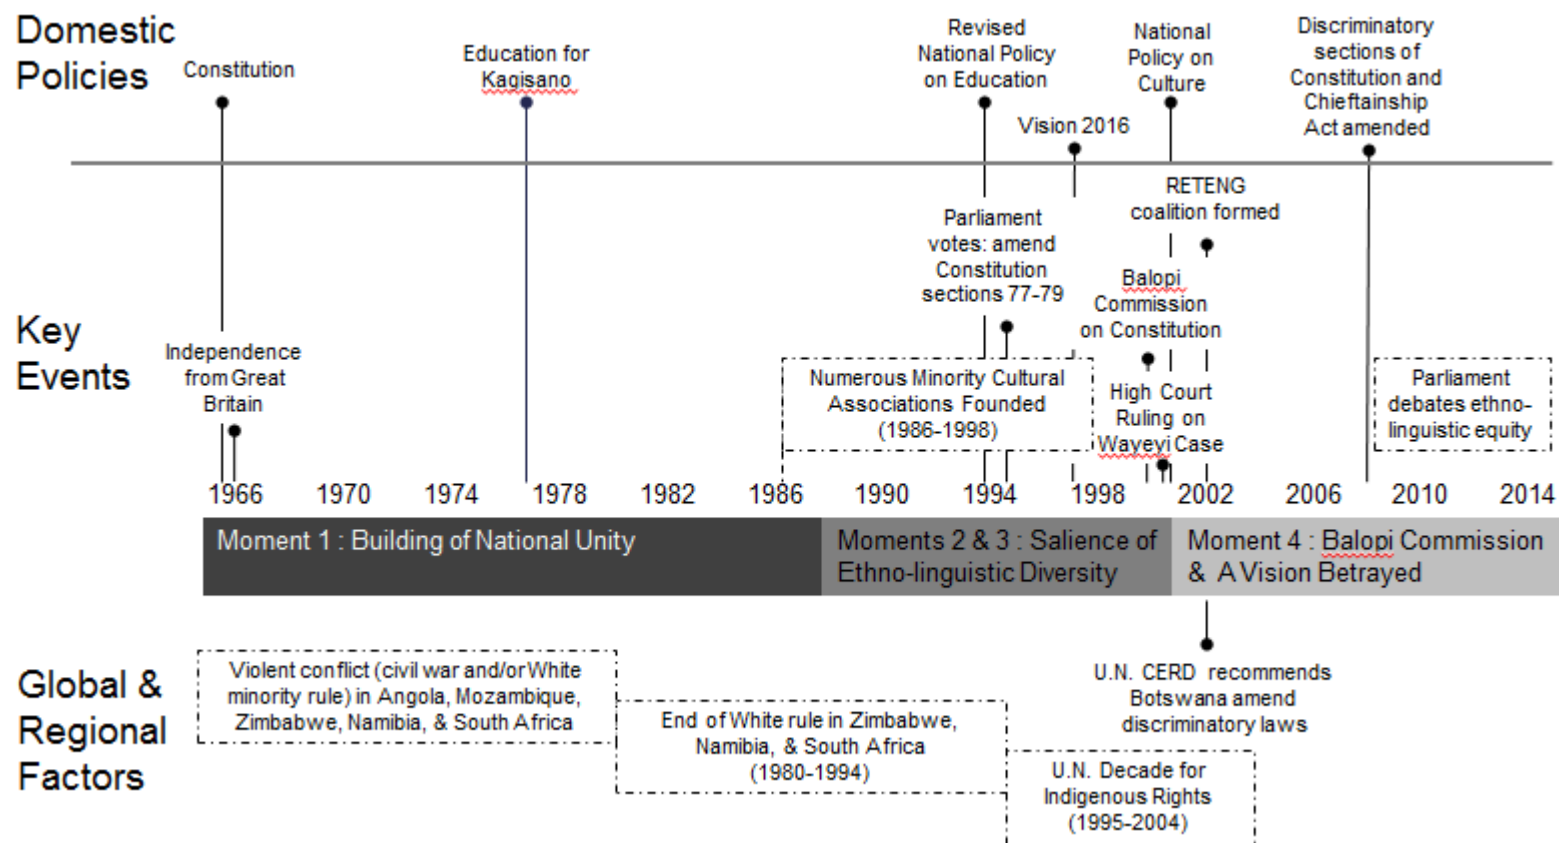 Domestic
Policies
Constitution
Education for
Kagisano
Revised
National Policy
on Education
Vision 2016
National
Policy on
Culture
Discriminatory
sections of
Constitution and
Chieftainship
Act amended
Key
Events
Independence
from Great
Britain
Parliament
votes: amend
Constitution
sections 77-79
RETENG
coalition formed
Balopi
Commission
on Constitution
Numerous Minority Cultural
Associations Founded
(1986-1998)
High Court
Ruling on
Wayeyi Case
Parliament
debates ethno-
linguistic equity
1966 1970 1974 1978 1982 1986 1990 1994 1998 2002 2006 2010 2014
Moment 1 : Building of National Unity
Moments 2 & 3 : Salience of
Ethno-linguistic Diversity
Moment 4 : Balopi Commission
& A Vision Betrayed
Global &
Regional
Factors
Violent conflict (civil war and/or White
minority rule) in Angola, Mozambique,
Zimbabwe, Namibia, & South Africa
End of White rule in Zimbabwe,
Namibia, & South Africa
(1980-1994)
U.N. Decade for
Indigenous Rights
(1995-2004)
U.N. CERD recommends
Botswana amend
discriminatory laws